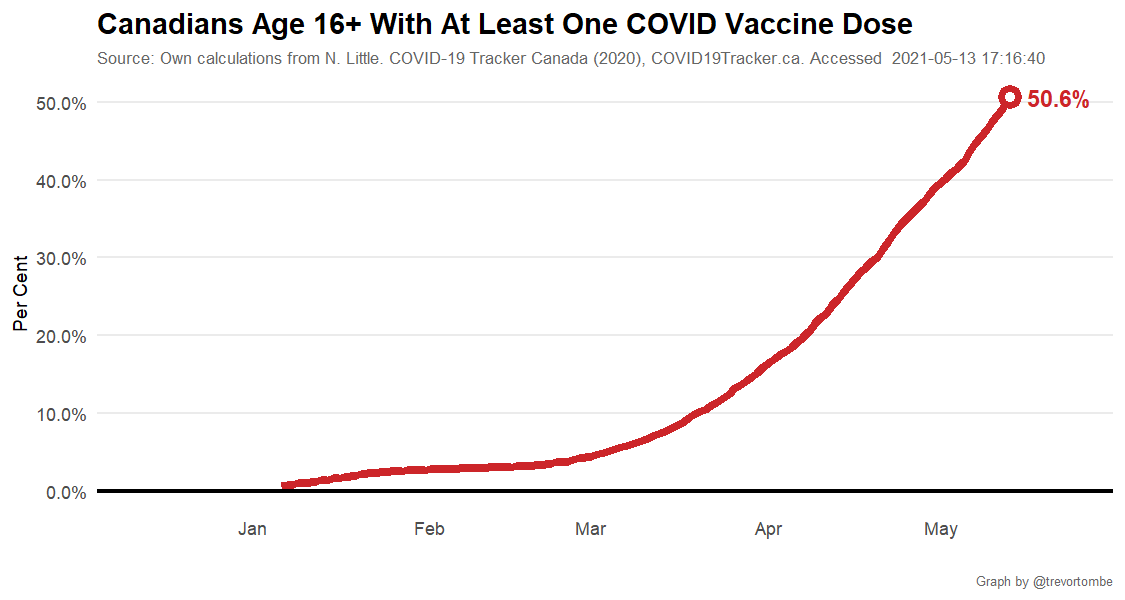 Canadians Age 16+ With At Least One COVID Vaccine Dose
Source: Own calculations from N. Little. COVID-19 Tracker Canada (2020), COVID19Tracker.ca. Accessed  2021-05-13 17:16:40
50.6%
50.0%
40.0%
30.0%
20.0%
10.0%
0.0%
Per Cent
Jan Feb Mar Apr May
Graph by @trevortombe